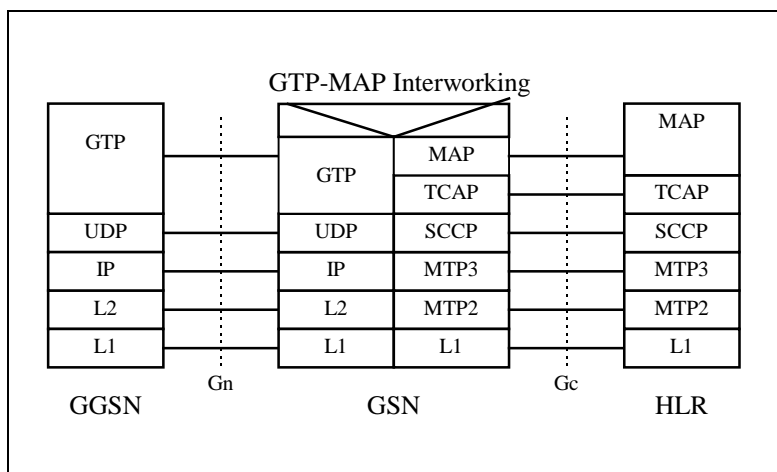 GTP-MAP Interworking
GTP
GTP
MAP
MAP
TCAP
TCAP
UDP
UDP
SCCP
SCCP
IP
IP
MTP3
MTP3
L2
L2
MTP2
MTP2
L1
L1
L1
L1
Gn
Gc
GGSN
GSN
HLR